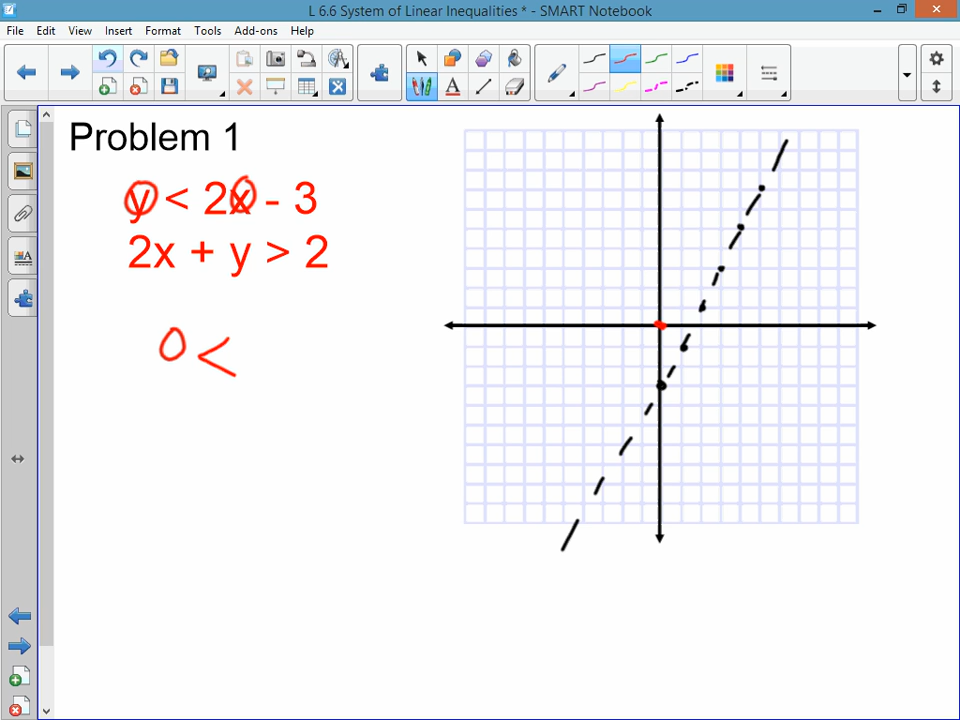 L 6.6 System of Linear Inequalities * - SMART Notebook
File Edit View Insert Format Tools Add-ons Help
Problem 1
y < 2x - 3
2x + y > 2
0 <